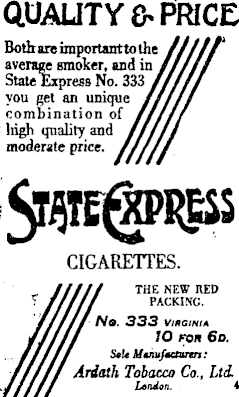 QUALITY & PRICE
Both are important to the
average smoker, and in
State Express No. 333
you get an unique
combination of
high quality and
moderate price.
STATE EXPRESS
CIGARETTES.
THE NEW RED
PACKING.
No. 333 VIRGINIA
10 FOR 6D.
Sole Manufacturers:
Ardath Tobacco Co., Ltd.
London.
4